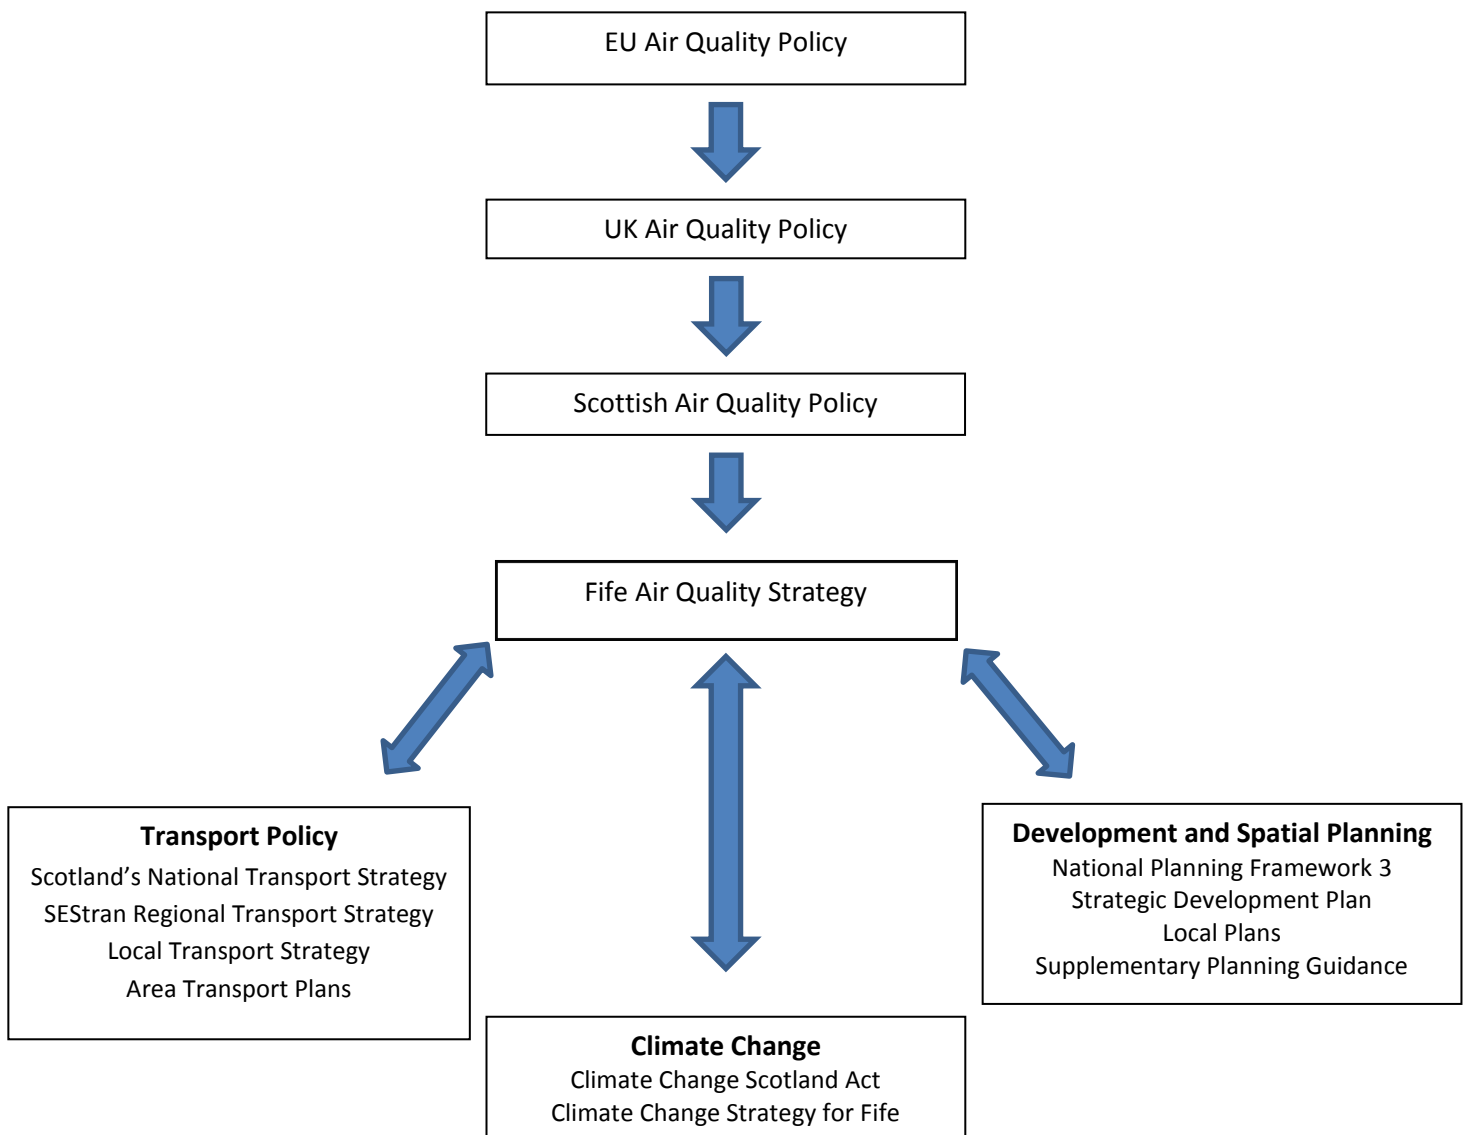 EU Air Quality Policy
UK Air Quality Policy
Scottish Air Quality Policy
Fife Air Quality Strategy
Transport Policy
Scotland’s National Transport Strategy
SEStran Regional Transport Strategy
Local Transport Strategy
Area Transport Plans
Climate Change
Climate Change Scotland Act
Climate Change Strategy for Fife
Development and Spatial Planning
National Planning Framework 3
Strategic Development Plan
Local Plans
Supplementary Planning Guidance